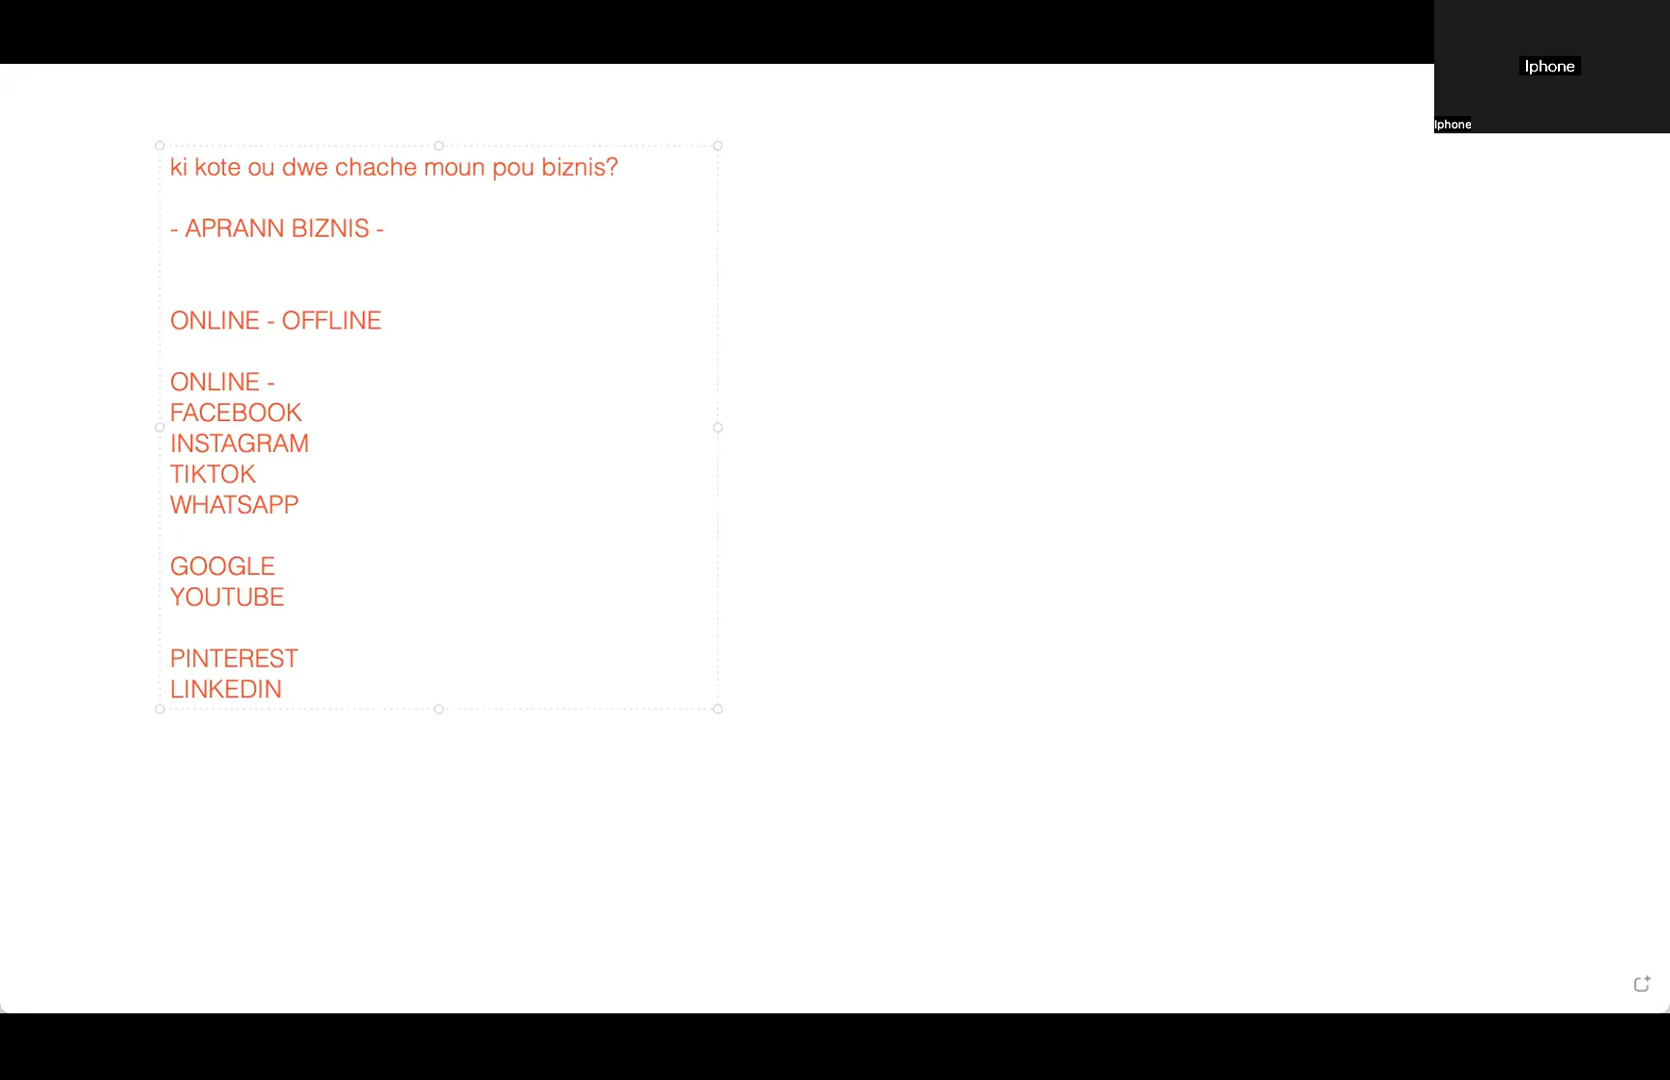 Iphone
Iphone
ki kote ou dwe chache moun pou biznis?
- APRANN BIZNIS -
ONLINE - OFFLINE
ONLINE -
FACEBOOK
INSTAGRAM
TIKTOK
WHATSAPP
GOOGLE
YOUTUBE
PINTEREST
LINKEDIN